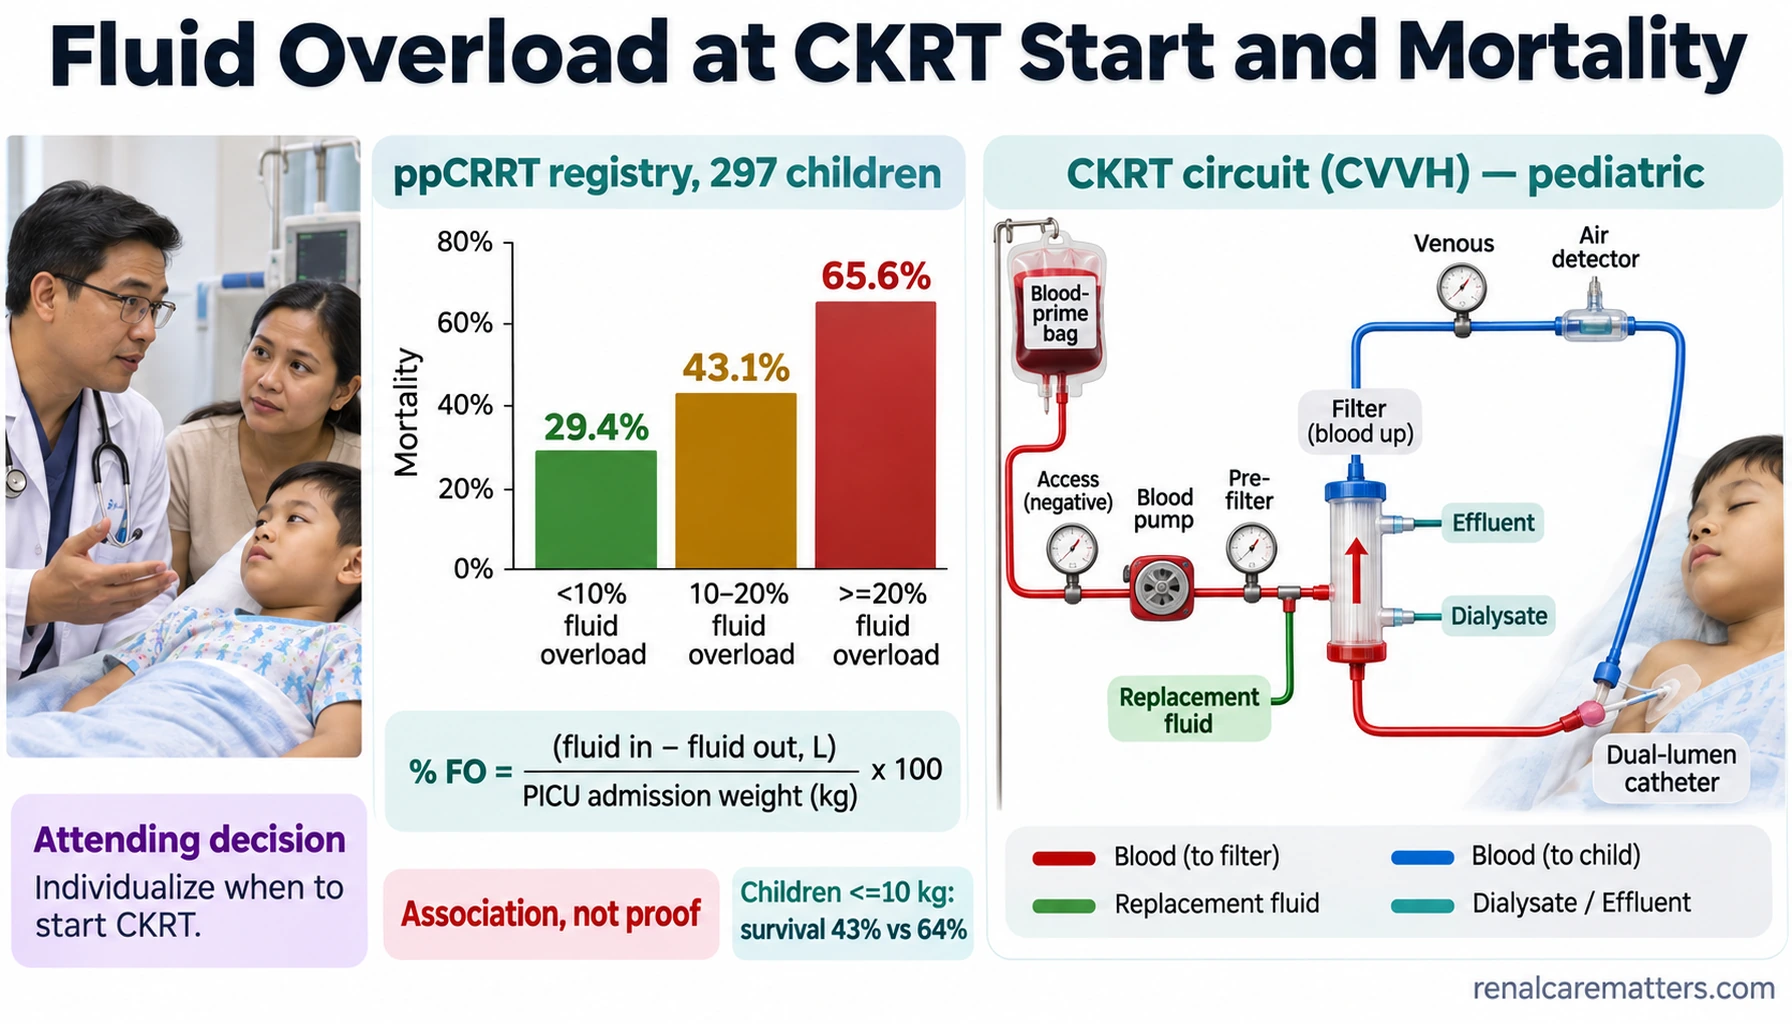 Fluid Overload at CKRT Start and Mortality
ppCRRT registry, 297 children
80%
60%
40%
20%
0%
Mortality
29.4%
43.1%
65.6%
<10%
fluid
overload
10–20%
fluid
overload
>=20%
fluid
overload
% FO =
(fluid in – fluid out, L)
PICU admission weight (kg)
x 100
Attending decision
Individualize when to
start CKRT.
Association, not proof
Children <=10 kg:
survival 43% vs 64%
CKRT circuit (CVVH) — pediatric
Blood-
prime
bag
Venous
Air
detector
Filter
(blood up)
Access
(negative)
Blood
pump
Pre-
filter
Effluent
Dialysate
Replacement
fluid
Dual-lumen
catheter
Blood (to filter)
Blood (to child)
Replacement fluid
Dialysate / Effluent
renalcarematters.com